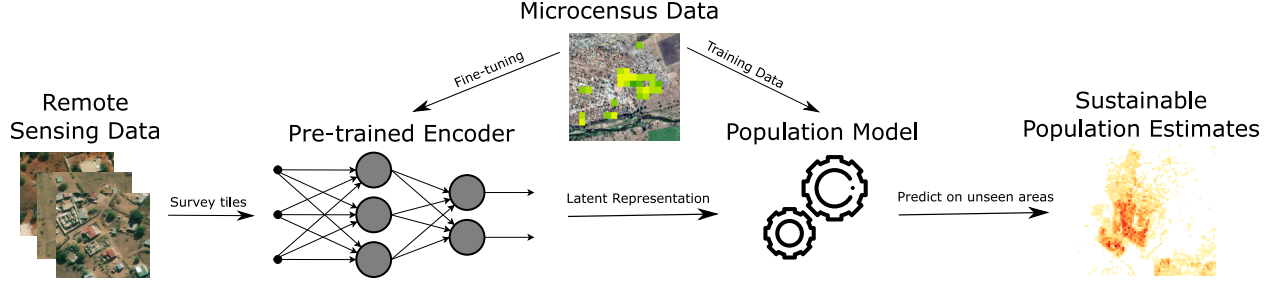 Microcensus Data
Fine-tuning
Training Data
Remote
Sensing Data
Pre-trained Encoder
Population Model
Sustainable
Population Estimates
Survey tiles
Latent Representation
Predict on unseen areas